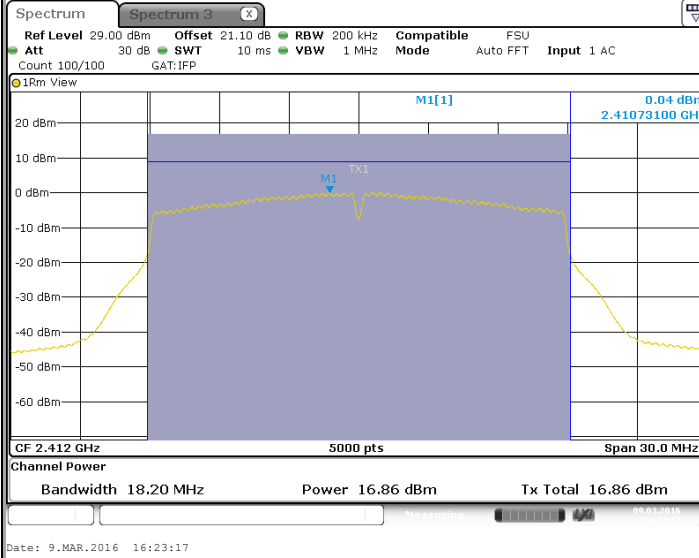 Spectrum Spectrum 3 X
Ref Level 29.00 dBm Offset 21.10 dB RBW 200 kHz Compatible FSU
Att 30 dB SWT 10 ms VBW 1 MHz Mode Auto FFT Input 1 AC
Count 100/100 GAT:IFP
1Rm View
M1[1] 0.04 dBm
2.41073100 GH
20 dBm
10 dBm
TX1
M1
0 dBm
-10 dBm
-20 dBm
-30 dBm
-40 dBm
-50 dBm
-60 dBm
CF 2.412 GHz 5000 pts Span 30.0 MHz
Channel Power
Bandwidth 18.20 MHz Power 16.86 dBm Tx Total 16.86 dBm
Measuring... LXI 09.03.2016
Date: 9.MAR.2016 16:23:17